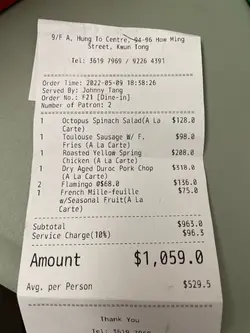 9/F A, Hung To Centre, 94-96 How Ming
Street, Kwun Tong
Tel: 3619 7969 / 9226 4391
Order Time: 2022-05-09 18:58:26
Served By: Johnny Tang
Order No.: F21 [Dine-in]
Number of Patron: 2
1 Octopus Spinach Salad(A La $128.0
Carte)
1 Toulouse Sausage W/ F. $98.0
Fries (A La Carte)
1 Roasted Yellow Spring $208.0
Chicken (A La Carte)
1 Dry Aged Duroc Pork Chop $318.0
(A La Carte)
2 Flamingo @$68.0 $136.0
1 French Mille-feuille $75.0
w/Seasonal Fruit(A La
Carte)
Subtotal $963.0
Service Charge(10%) $96.3
Amount $1,059.0
Avg. per Person $529.5
Thank You
Tel: 3619 7969